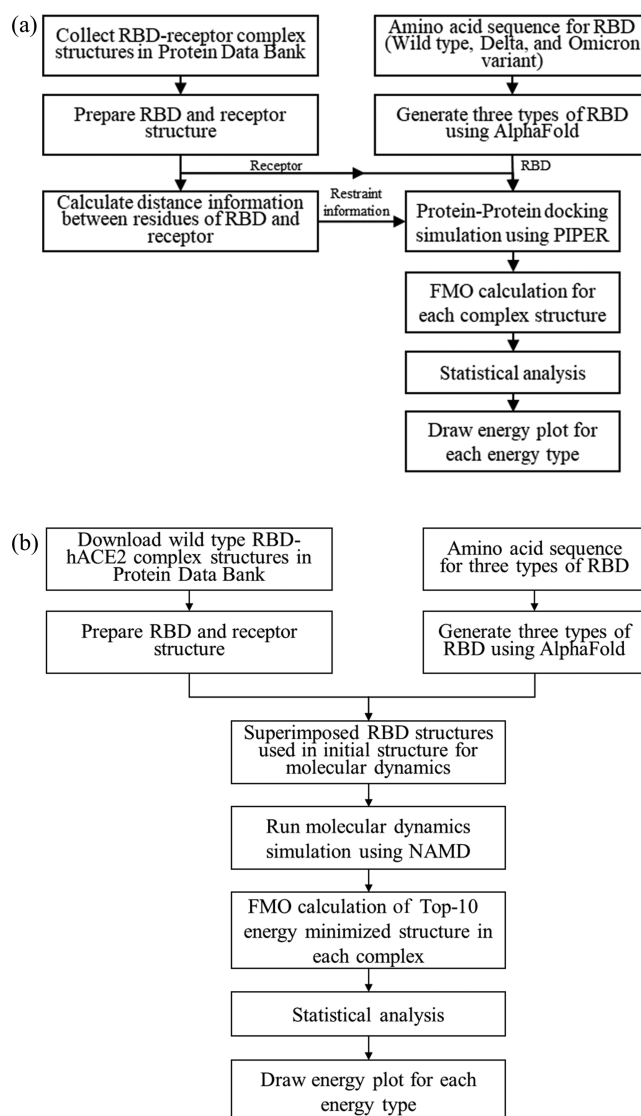 (a)
Collect RBD-receptor complex
structures in Protein Data Bank
Prepare RBD and receptor
structure
Calculate distance information
between residues of RBD and
receptor
Amino acid sequence for RBD
(Wild type, Delta, and Omicron
variant)
Generate three types of RBD
using AlphaFold
Receptor
RBD
Restraint
information
Protein-Protein docking
simulation using PIPER
FMO calculation for
each complex structure
Statistical analysis
Draw energy plot for
each energy type
(b)
Download wild type RBD-
hACE2 complex structures in
Protein Data Bank
Prepare RBD and receptor
structure
Amino acid sequence
for three types of RBD
Generate three types of
RBD using AlphaFold
Superimposed RBD structures
used in initial structure for
molecular dynamics
Run molecular dynamics
simulation using NAMD
FMO calculation of Top-10
energy minimized structure in
each complex
Statistical analysis
Draw energy plot for each
energy type